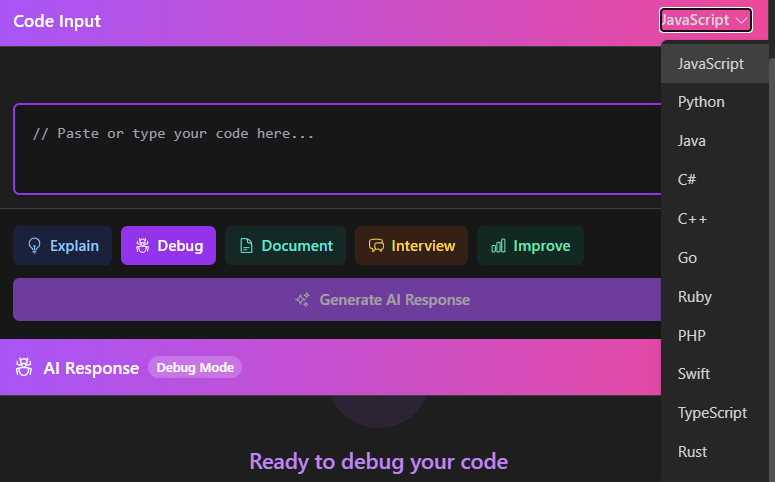 Code Input
JavaScript
JavaScript
Python
Java
C#
C++
Go
Ruby
PHP
Swift
TypeScript
Rust
// Paste or type your code here...
Explain
Debug
Document
Interview
Improve
Generate AI Response
AI Response
Debug Mode
Ready to debug your code